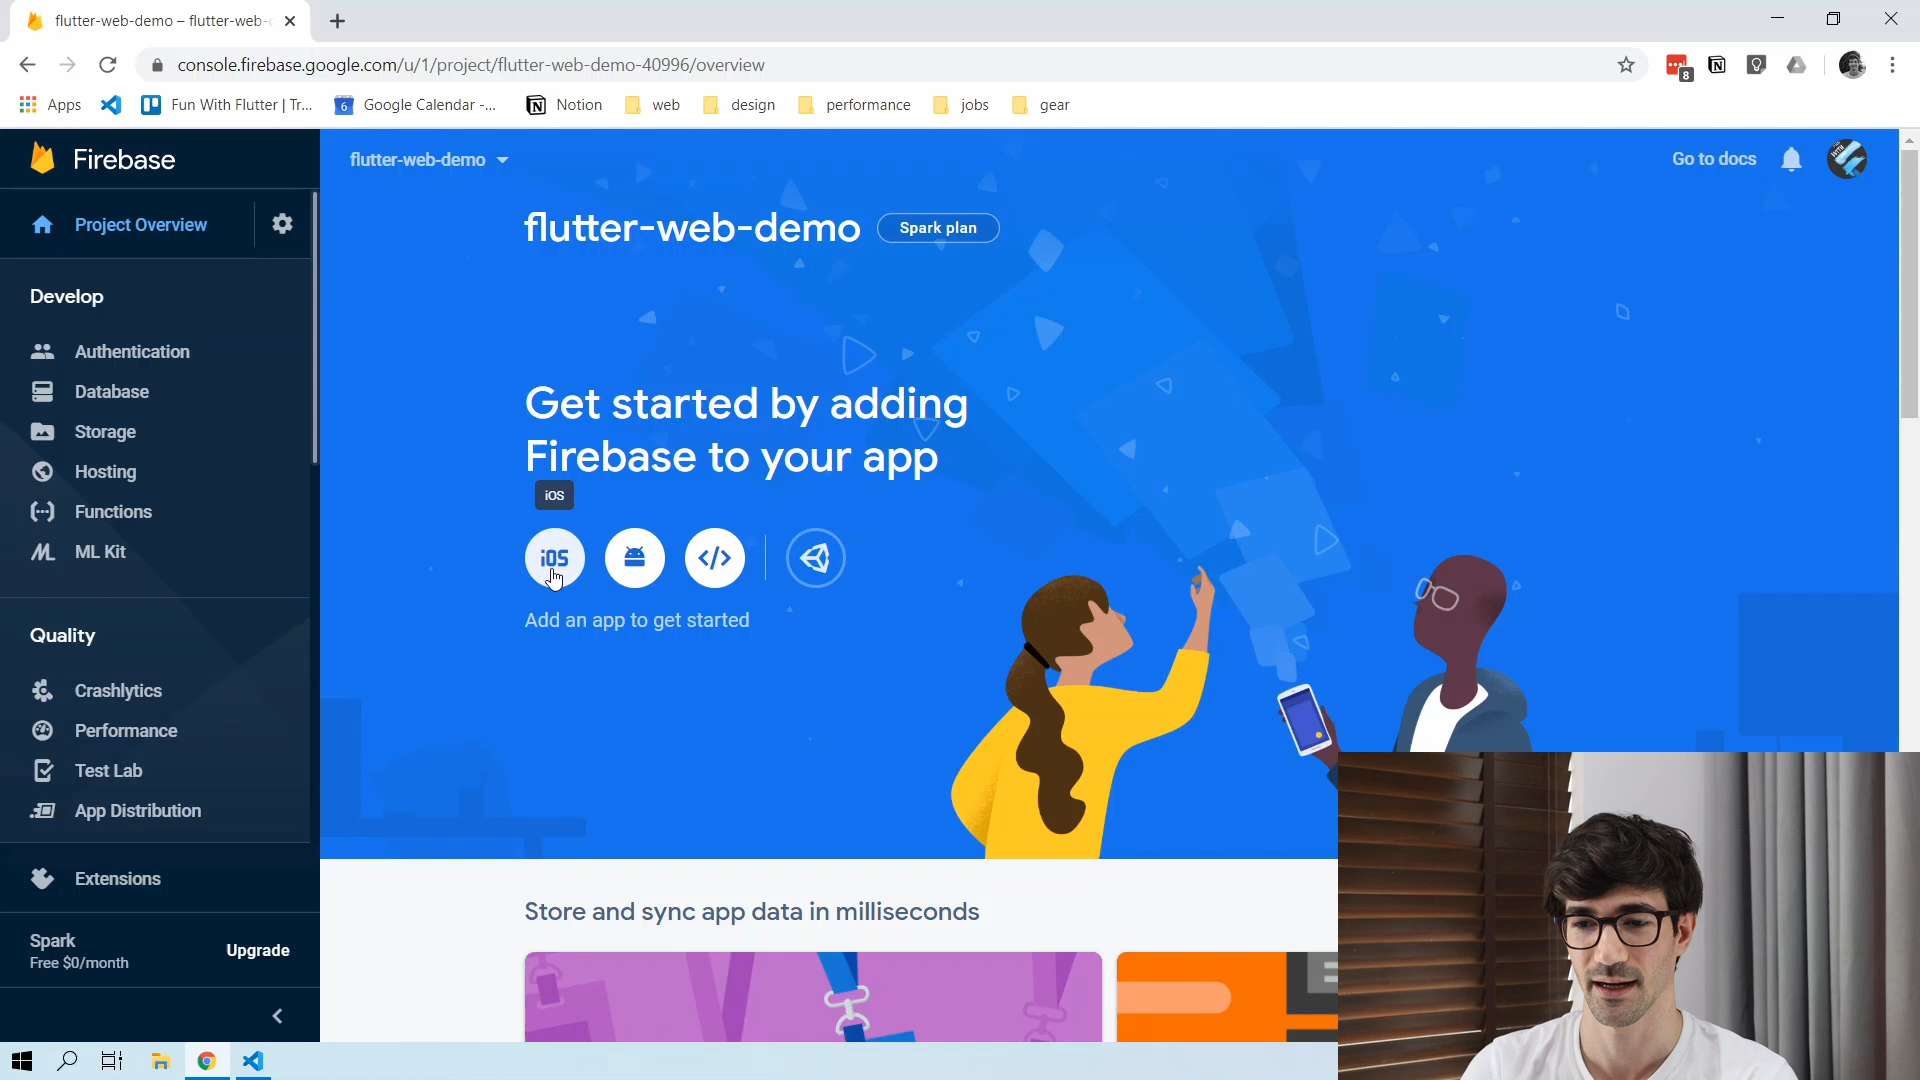 flutter-web-demo – flutter-web-
console.firebase.google.com/u/1/project/flutter-web-demo-40996/overview
8
Apps
Fun With Flutter | Tr...
6
Google Calendar -...
Notion
web
design
performance
jobs
gear
Firebase
flutter-web-demo
Go to docs
Project Overview
flutter-web-demo
Spark plan
Develop
Authentication
Database
Storage
Hosting
Functions
ML Kit
Get started by adding
Firebase to your app
iOS
iOS
Add an app to get started
Quality
Crashlytics
Performance
Test Lab
App Distribution
Extensions
Spark
Free $0/month
Upgrade
Store and sync app data in milliseconds